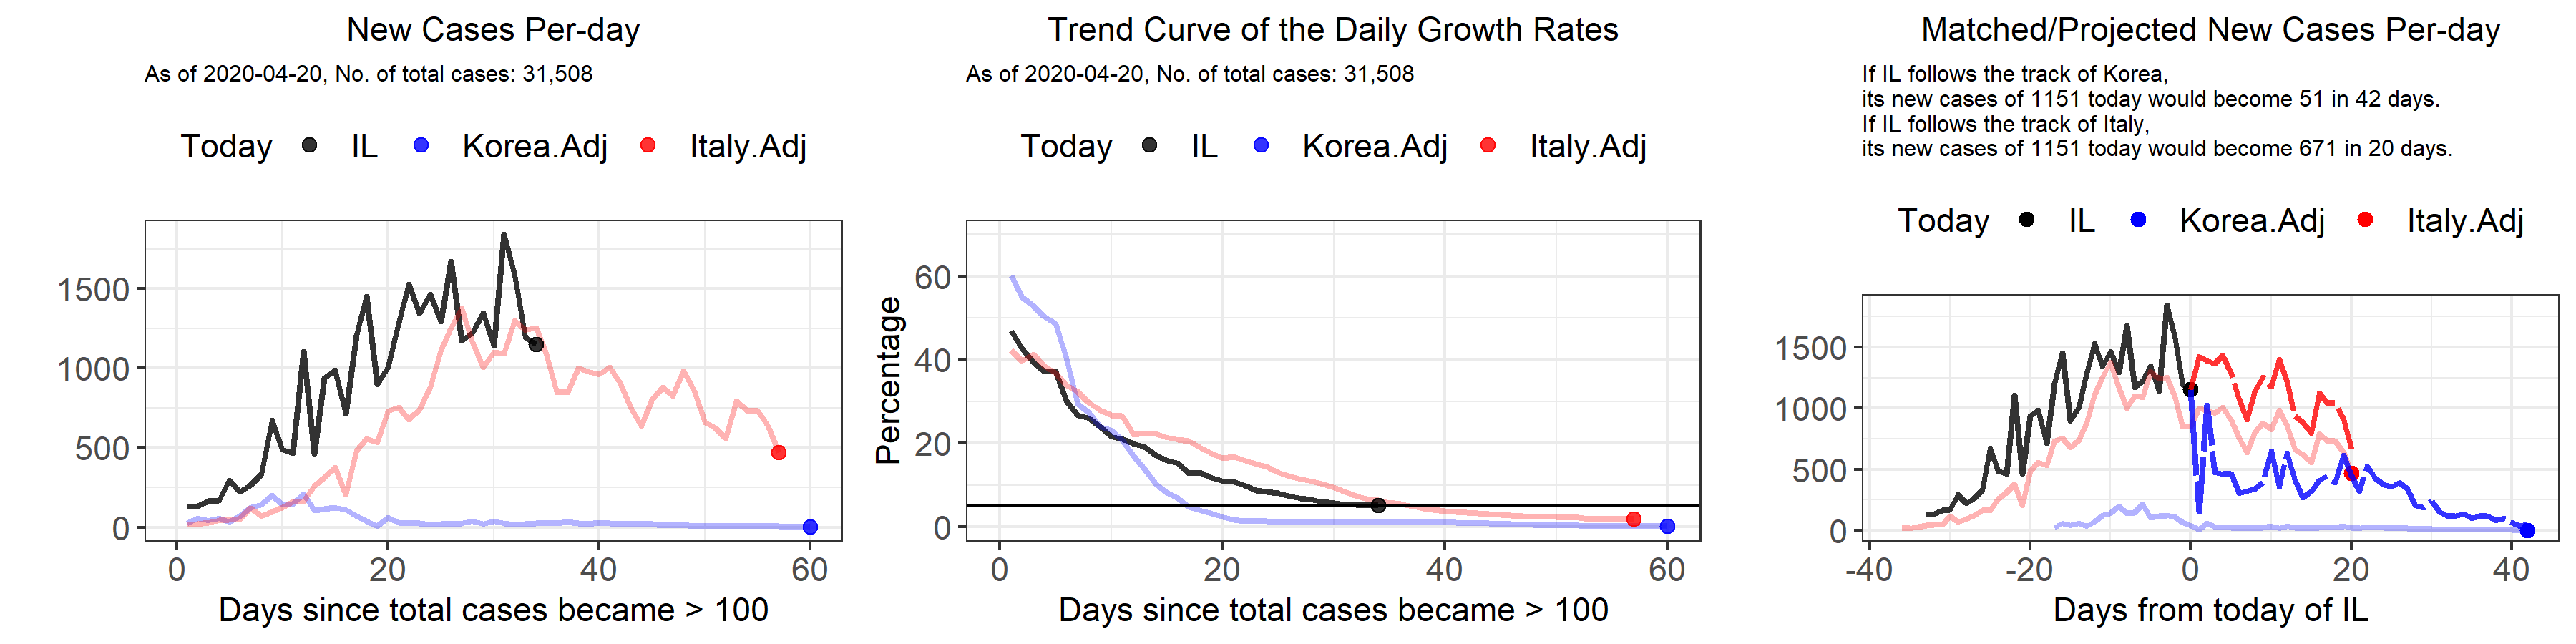 New Cases Per-day
As of 2020-04-20, No. of total cases: 31,508
Today IL Korea.Adj Italy.Adj
1500
1000
500
0
0 20 40 60
Days since total cases became > 100
Trend Curve of the Daily Growth Rates
As of 2020-04-20, No. of total cases: 31,508
Today IL Korea.Adj Italy.Adj
Percentage
60
40
20
0
0 20 40 60
Days since total cases became > 100
Matched/Projected New Cases Per-day
If IL follows the track of Korea,
its new cases of 1151 today would become 51 in 42 days.
If IL follows the track of Italy,
its new cases of 1151 today would become 671 in 20 days.
Today IL Korea.Adj Italy.Adj
1500
1000
500
0
-40 -20 0 20 40
Days from today of IL